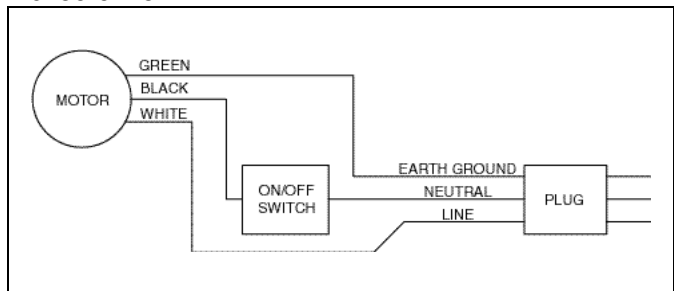 GREEN
BLACK
MOTOR
WHITE
EARTH GROUND
ON/OFF
SWITCH
NEUTRAL
PLUG
LINE